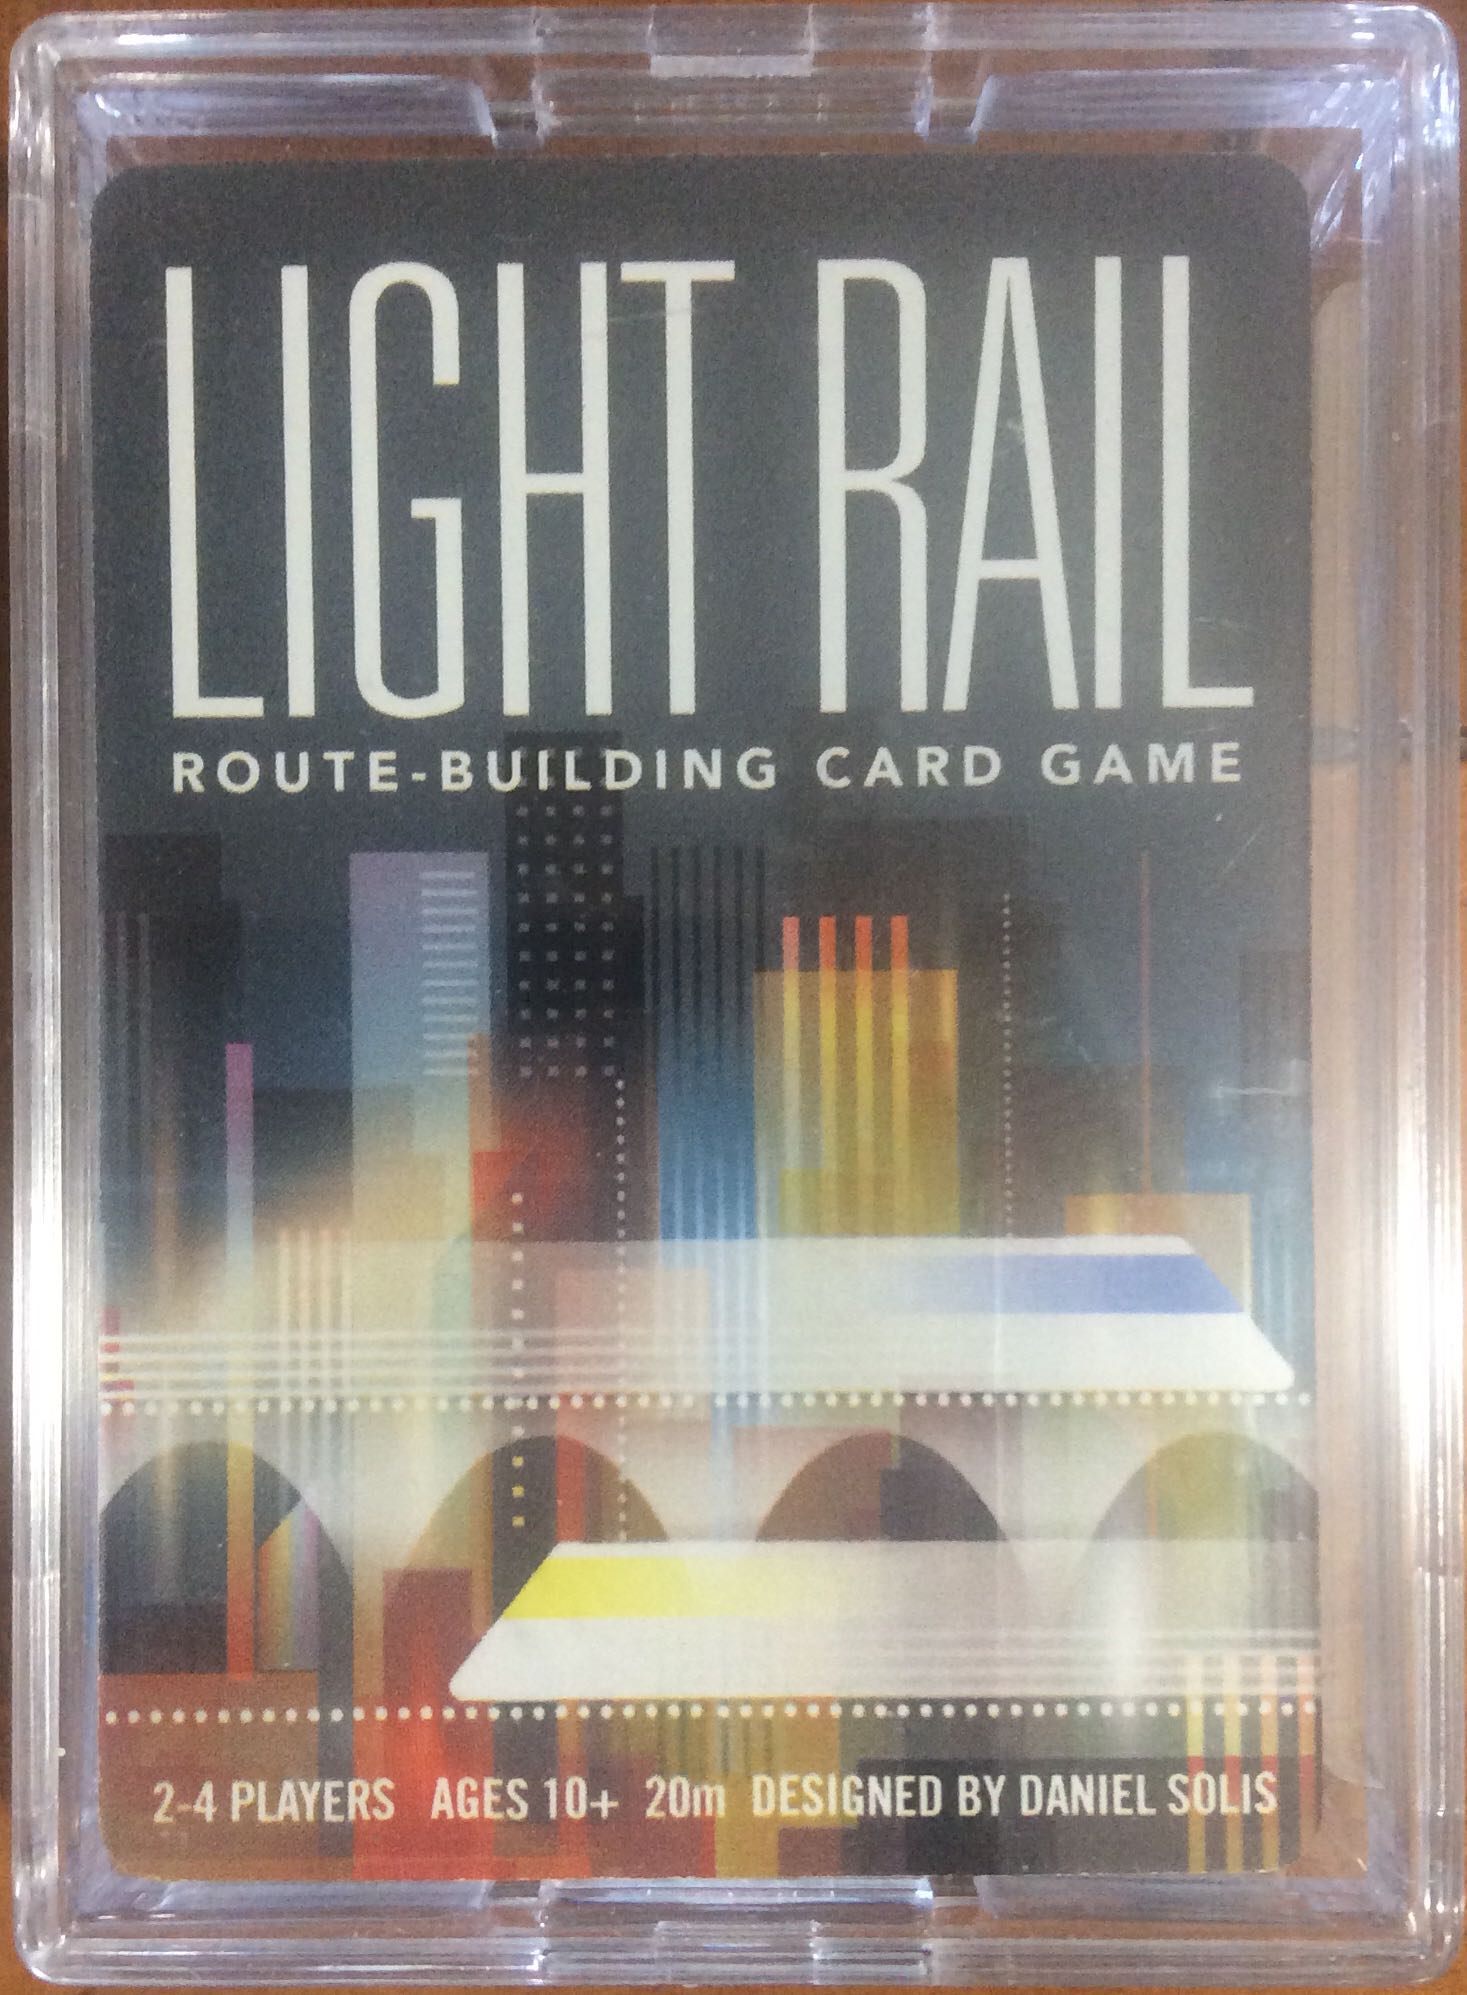 LIGHT RAIL
ROUTE-BUILDING CARD GAME
2-4 PLAYERS AGES 10+ 20m DESIGNED BY DANIEL SOLIS